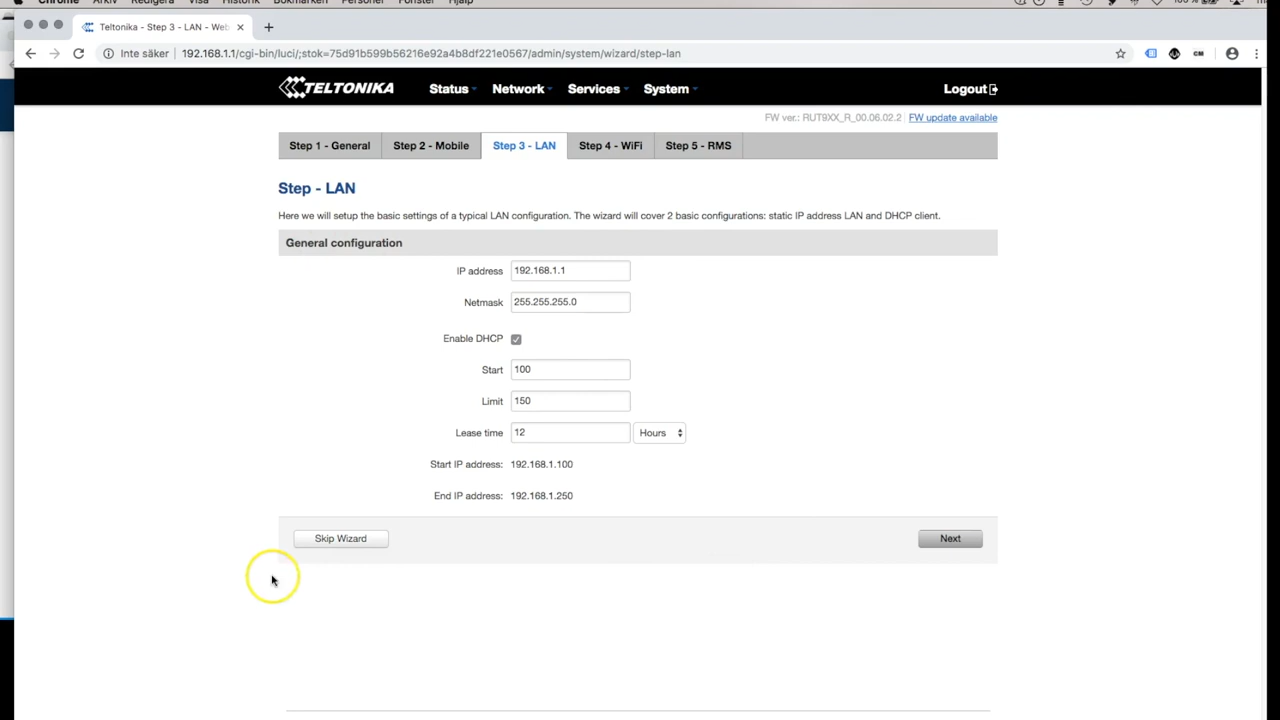 Chrome Arkiv Redigera Visa Historik Bokmärken Personer Fönster Hjälp 100 %
Teltonika - Step 3 - LAN - Web
Inte säker 192.168.1.1/cgi-bin/luci/;stok=75d91b599b56216e92a4b8df221e0567/admin/system/wizard/step-lan
TELTONIKA Status Network Services System Logout
FW ver.: RUT9XX_R_00.06.02.2 FW update available
Step 1 - General Step 2 - Mobile Step 3 - LAN Step 4 - WiFi Step 5 - RMS
Step - LAN
Here we will setup the basic settings of a typical LAN configuration. The wizard will cover 2 basic configurations: static IP address LAN and DHCP client.
General configuration
IP address 192.168.1.1
Netmask 255.255.255.0
Enable DHCP
Start 100
Limit 150
Lease time 12 Hours
Start IP address: 192.168.1.100
End IP address: 192.168.1.250
Skip Wizard Next